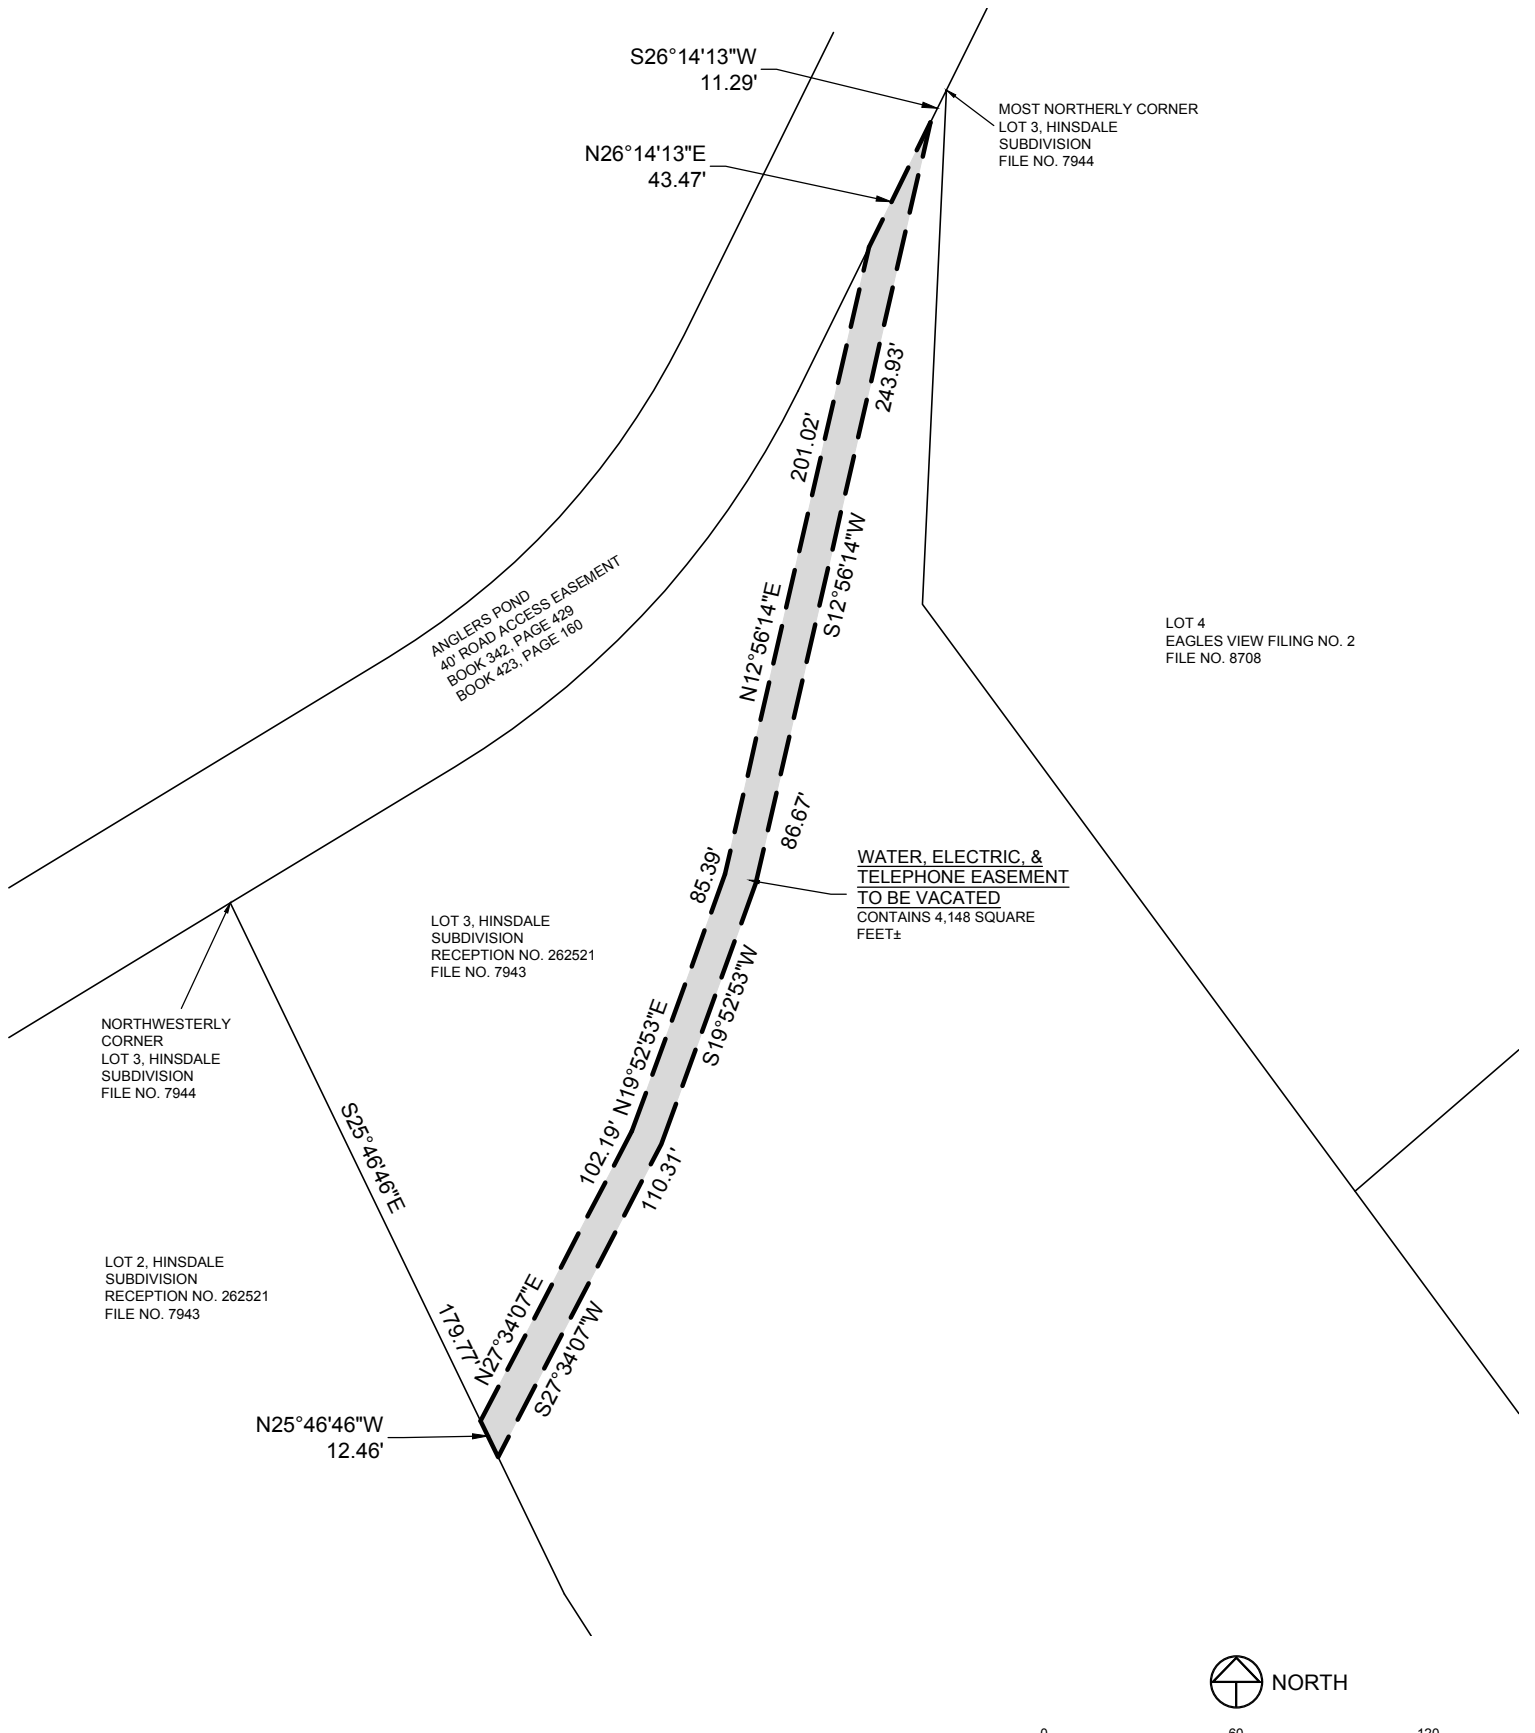 S26°14'13"W
11.29'
MOST NORTHERLY CORNER
LOT 3, HINSDALE
SUBDIVISION
FILE NO. 7944
N26°14'13"E
43.47'
243.93'
201.02'
S12°56'14"W
N12°56'14"E
ANGLERS POND
40' ROAD ACCESS EASEMENT
BOOK 342, PAGE 429
BOOK 423, PAGE 160
LOT 4
EAGLES VIEW FILING NO. 2
FILE NO. 8708
86.67'
85.39'
WATER, ELECTRIC, &
TELEPHONE EASEMENT
TO BE VACATED
CONTAINS 4,148 SQUARE
FEET±
LOT 3, HINSDALE
SUBDIVISION
RECEPTION NO. 262521
FILE NO. 7943
S19°52'53"W
N19°52'53"E
NORTHWESTERLY
CORNER
LOT 3, HINSDALE
SUBDIVISION
FILE NO. 7944
102.19'
110.31'
S25°46'46"E
179.77'
LOT 2, HINSDALE
SUBDIVISION
RECEPTION NO. 262521
FILE NO. 7943
N27°34'07"E
S27°34'07"W
N25°46'46"W
12.46'
NORTH
0 60 120